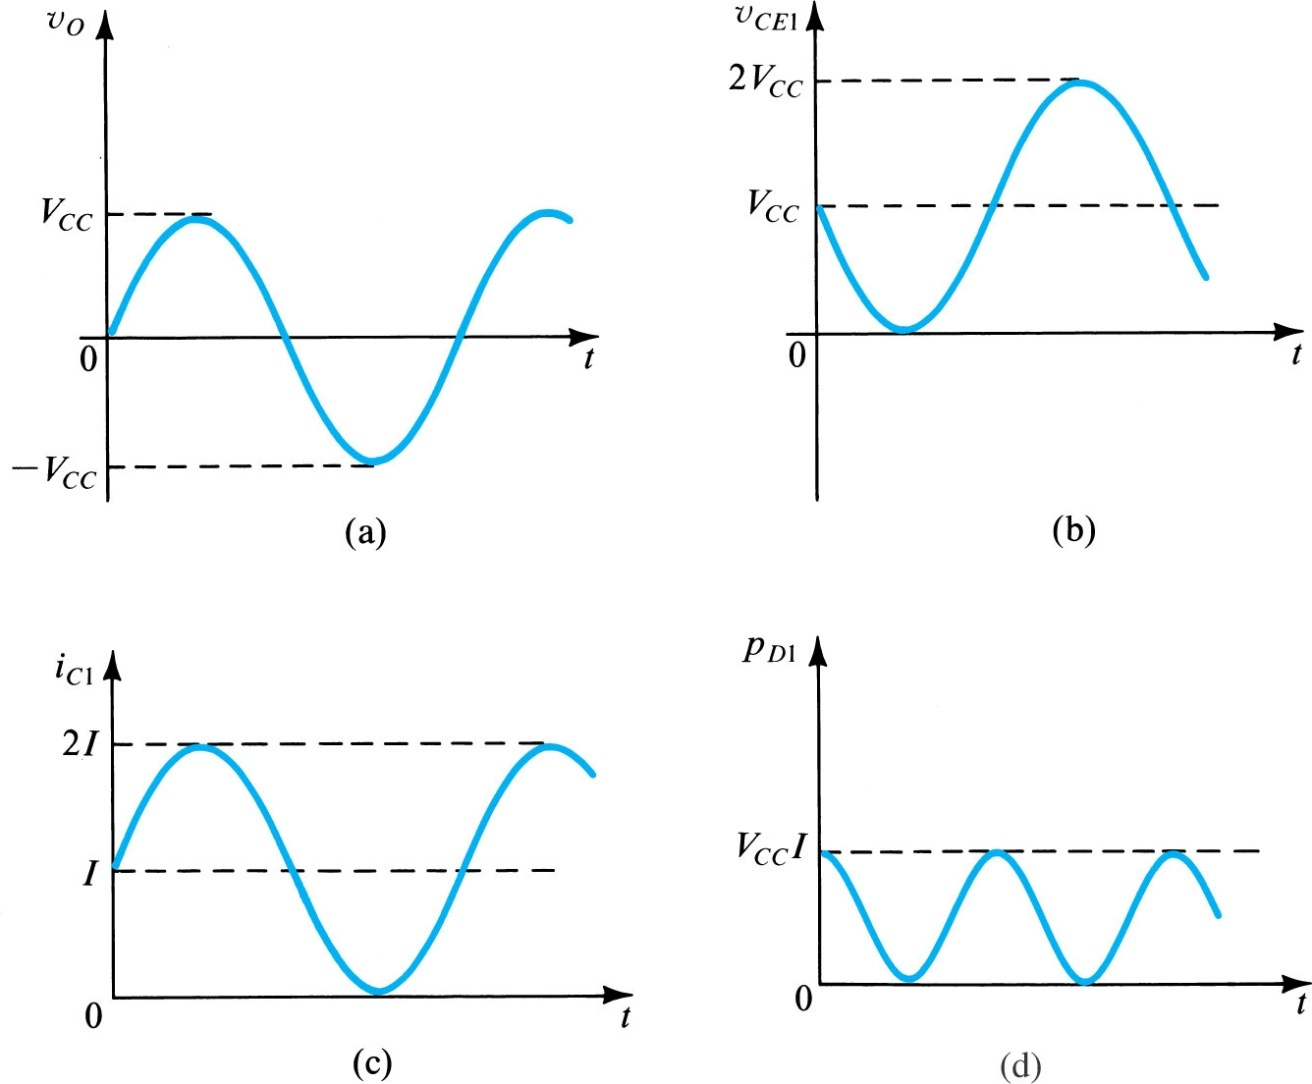 v_O
V_CC
0
t
−V_CC
(a)
v_CE1
2V_CC
V_CC
0
t
(b)
i_C1
2I
I
0
t
(c)
p_D1
V_CC I
0
t
(d)